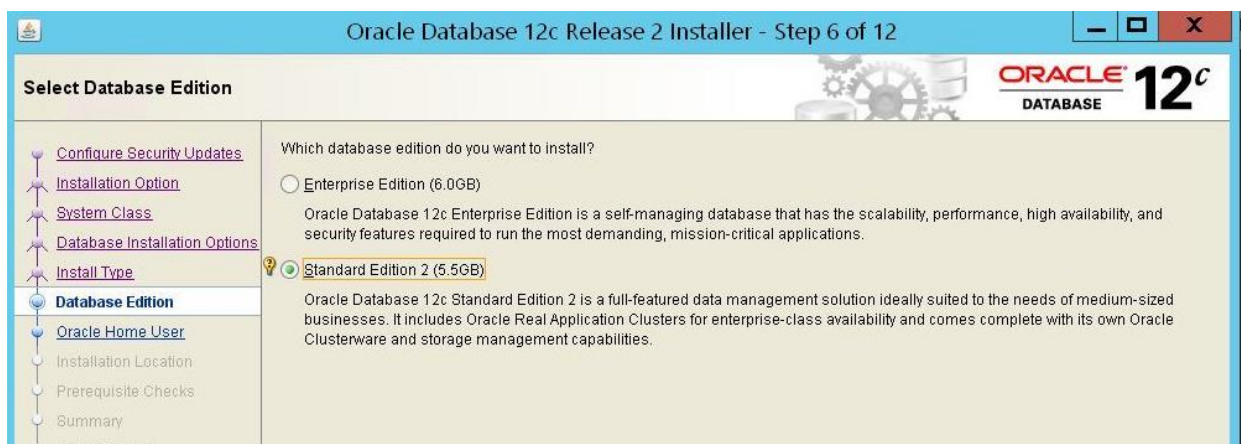 Oracle Database 12c Release 2 Installer - Step 6 of 12
Select Database Edition
ORACLE DATABASE 12c
Configure Security Updates
Installation Option
System Class
Database Installation Options
Install Type
Database Edition
Oracle Home User
Installation Location
Prerequisite Checks
Summary
Which database edition do you want to install?
Enterprise Edition (6.0GB)
Oracle Database 12c Enterprise Edition is a self-managing database that has the scalability, performance, high availability, and
security features required to run the most demanding, mission-critical applications.
Standard Edition 2 (5.5GB)
Oracle Database 12c Standard Edition 2 is a full-featured data management solution ideally suited to the needs of medium-sized
businesses. It includes Oracle Real Application Clusters for enterprise-class availability and comes complete with its own Oracle
Clusterware and storage management capabilities.